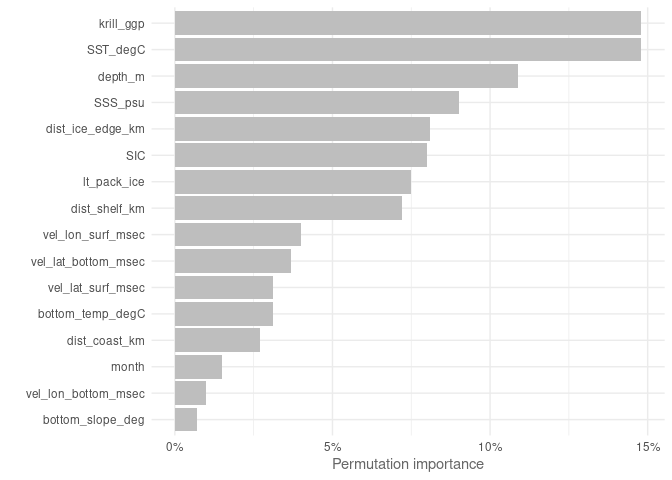 krill_ggp
SST_degC
depth_m
SSS_psu
dist_ice_edge_km
SIC
lt_pack_ice
dist_shelf_km
vel_lon_surf_msec
vel_lat_bottom_msec
vel_lat_surf_msec
bottom_temp_degC
dist_coast_km
month
vel_lon_bottom_msec
bottom_slope_deg
0% 5% 10% 15%
Permutation importance